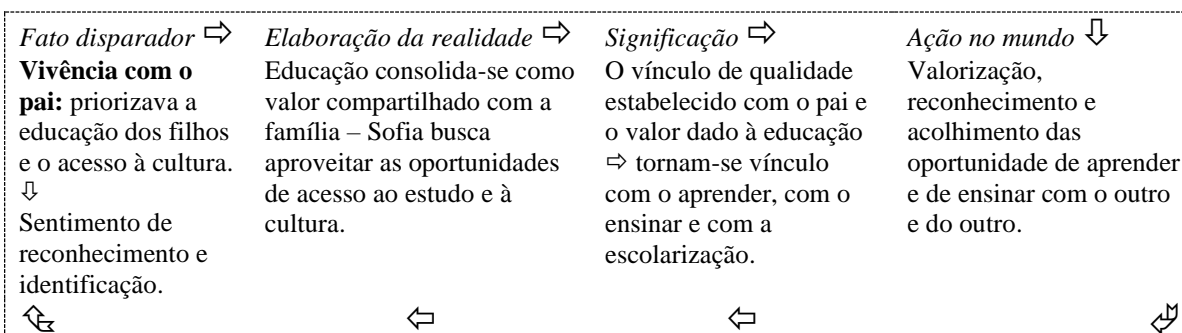 Fato disparador ⇨
Vivência com o
pai: priorizava a
educação dos filhos
e o acesso à cultura.
⇩
Sentimento de
reconhecimento e
identificação.
Elaboração da realidade ⇨
Educação consolida-se como
valor compartilhado com a
família – Sofia busca
aproveitar as oportunidades
de acesso ao estudo e à
cultura.
Significação ⇨
O vínculo de qualidade
estabelecido com o pai e
o valor dado à educação
⇨ tornam-se vínculo
com o aprender, com o
ensinar e com a
escolarização.
Ação no mundo ⇩
Valorização,
reconhecimento e
acolhimento das
oportunidade de aprender
e de ensinar com o outro
e do outro.